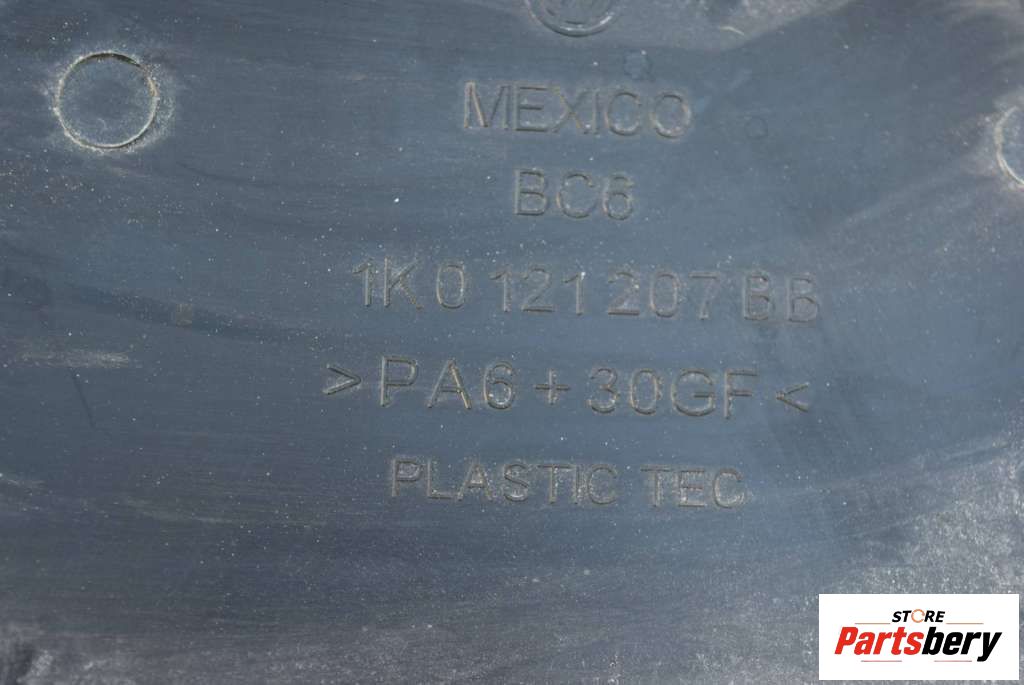 MEXICO
BC6
1K0 121 207 BB
>PA6+30GF<
PLASTIC TEC
STORE
Partsbery